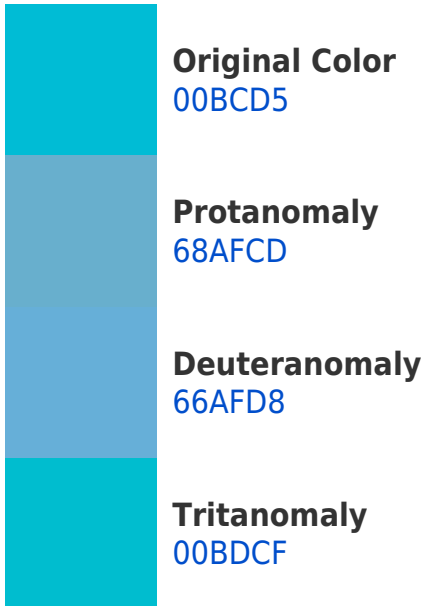 Original Color
00BCD5
Protanomaly
68AFCD
Deuteranomaly
66AFD8
Tritanomaly
00BDCF